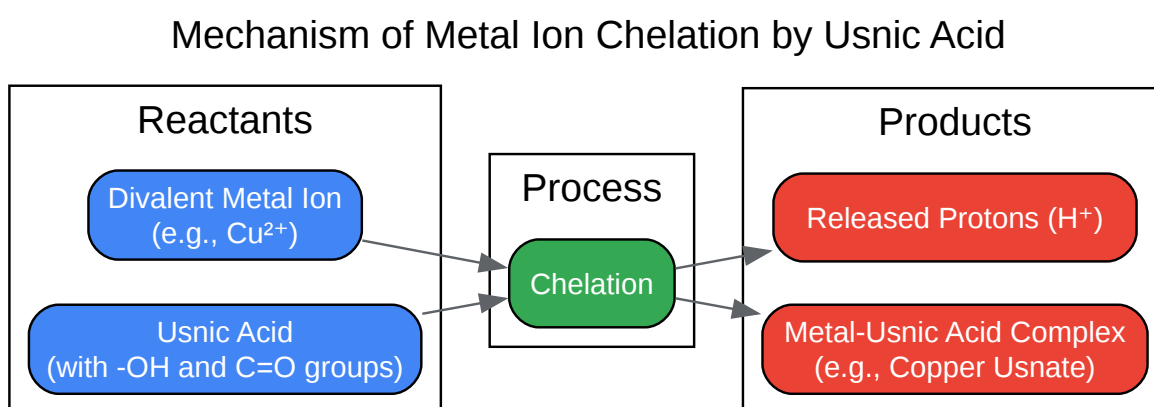 Mechanism of Metal Ion Chelation by Usnic Acid
Reactants
Divalent Metal Ion
(e.g., Cu²⁺)
Usnic Acid
(with -OH and C=O groups)
Process
Chelation
Products
Released Protons (H⁺)
Metal-Usnic Acid Complex
(e.g., Copper Usnate)